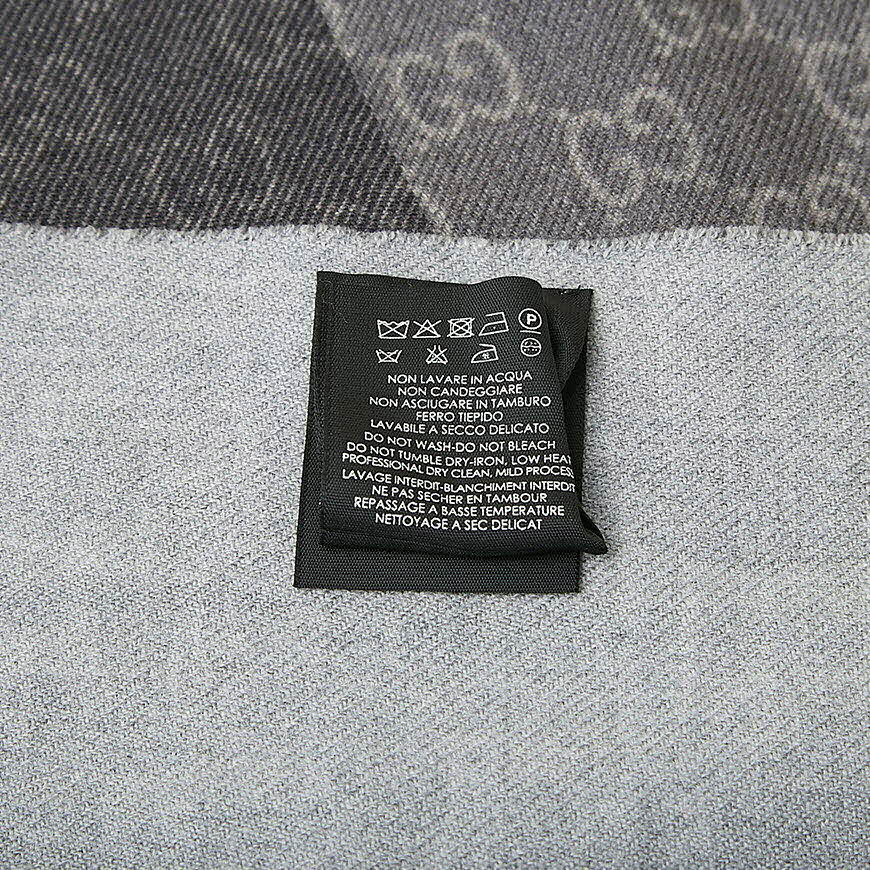 P
NON LAVARE IN ACQUA
NON CANDEGGIARE
NON ASCIUGARE IN TAMBURO
FERRO TIEPIDO
LAVABILE A SECCO DELICATO
DO NOT WASH-DO NOT BLEACH
DO NOT TUMBLE DRY-IRON, LOW HEAT
PROFESSIONAL DRY CLEAN, MILD PROCESS
LAVAGE INTERDIT-BLANCHIMENT INTERDIT
NE PAS SECHER EN TAMBOUR
REPASSAGE A BASSE TEMPERATURE
NETTOYAGE A SEC DELICAT